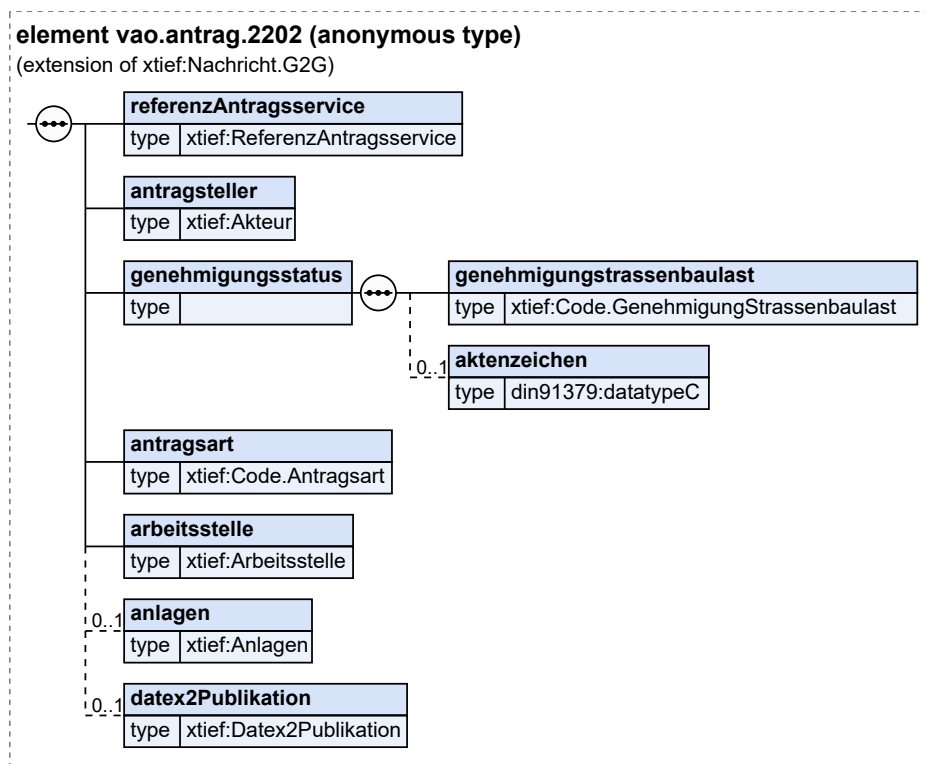 element vao.antrag.2202 (anonymous type)
(extension of xtief:Nachricht.G2G)
referenzAntragsservice
type xtief:ReferenzAntragsservice
antragsteller
type xtief:Akteur
genehmigungsstatus
type
genehmigungstrassenbaulast
type xtief:Code.GenehmigungStrassenbaulast
0..1
aktenzeichen
type din91379:datatypeC
antragsart
type xtief:Code.Antragsart
arbeitsstelle
type xtief:Arbeitsstelle
0..1
anlagen
type xtief:Anlagen
0..1
datex2Publikation
type xtief:Datex2Publikation